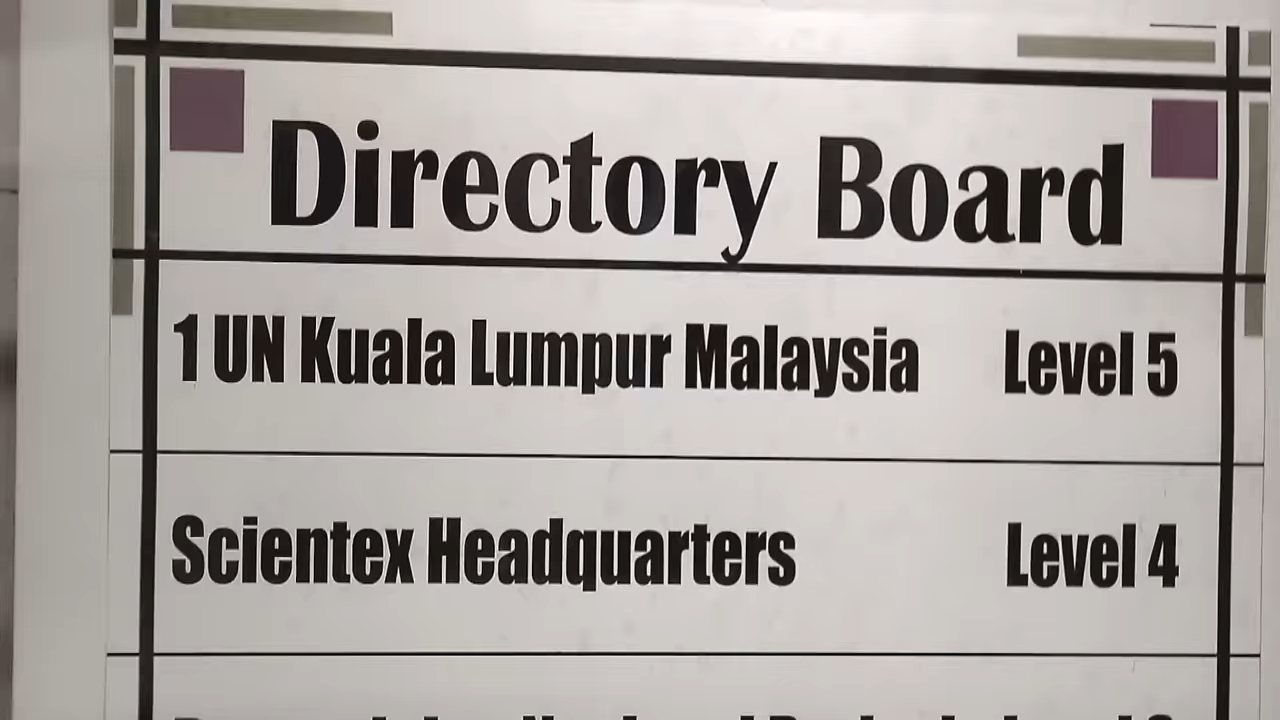 Directory Board
1 UN Kuala Lumpur Malaysia Level 5
Scientex Headquarters Level 4